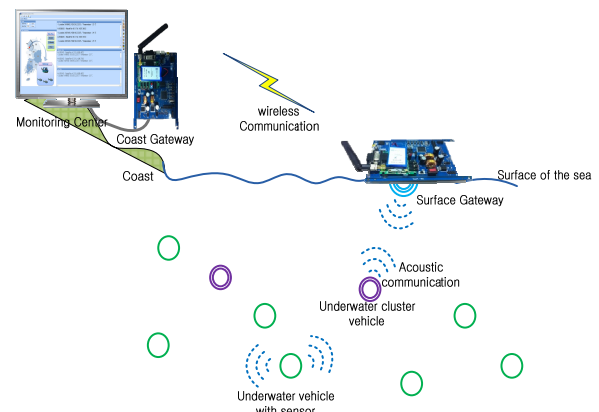 wireless
Communication
Monitoring Center
Coast Gateway
Coast
Surface of the sea
Surface Gateway
Acoustic
communication
Underwater cluster
vehicle
Underwater vehicle
with sensor